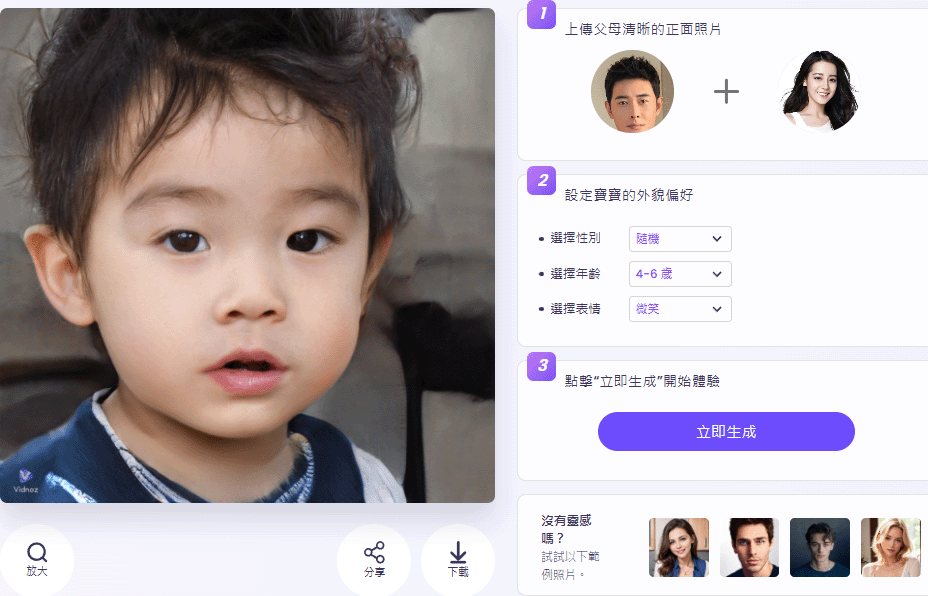 1
上傳父母清晰的正面照片
2
設定寶寶的外貌偏好
選擇性別
隨機
選擇年齡
4-6 歲
選擇表情
微笑
3
點擊“立即生成”開始體驗
立即生成
沒有靈感
嗎？
試試以下範
例照片。
Vidnoz
放大
分享
下載